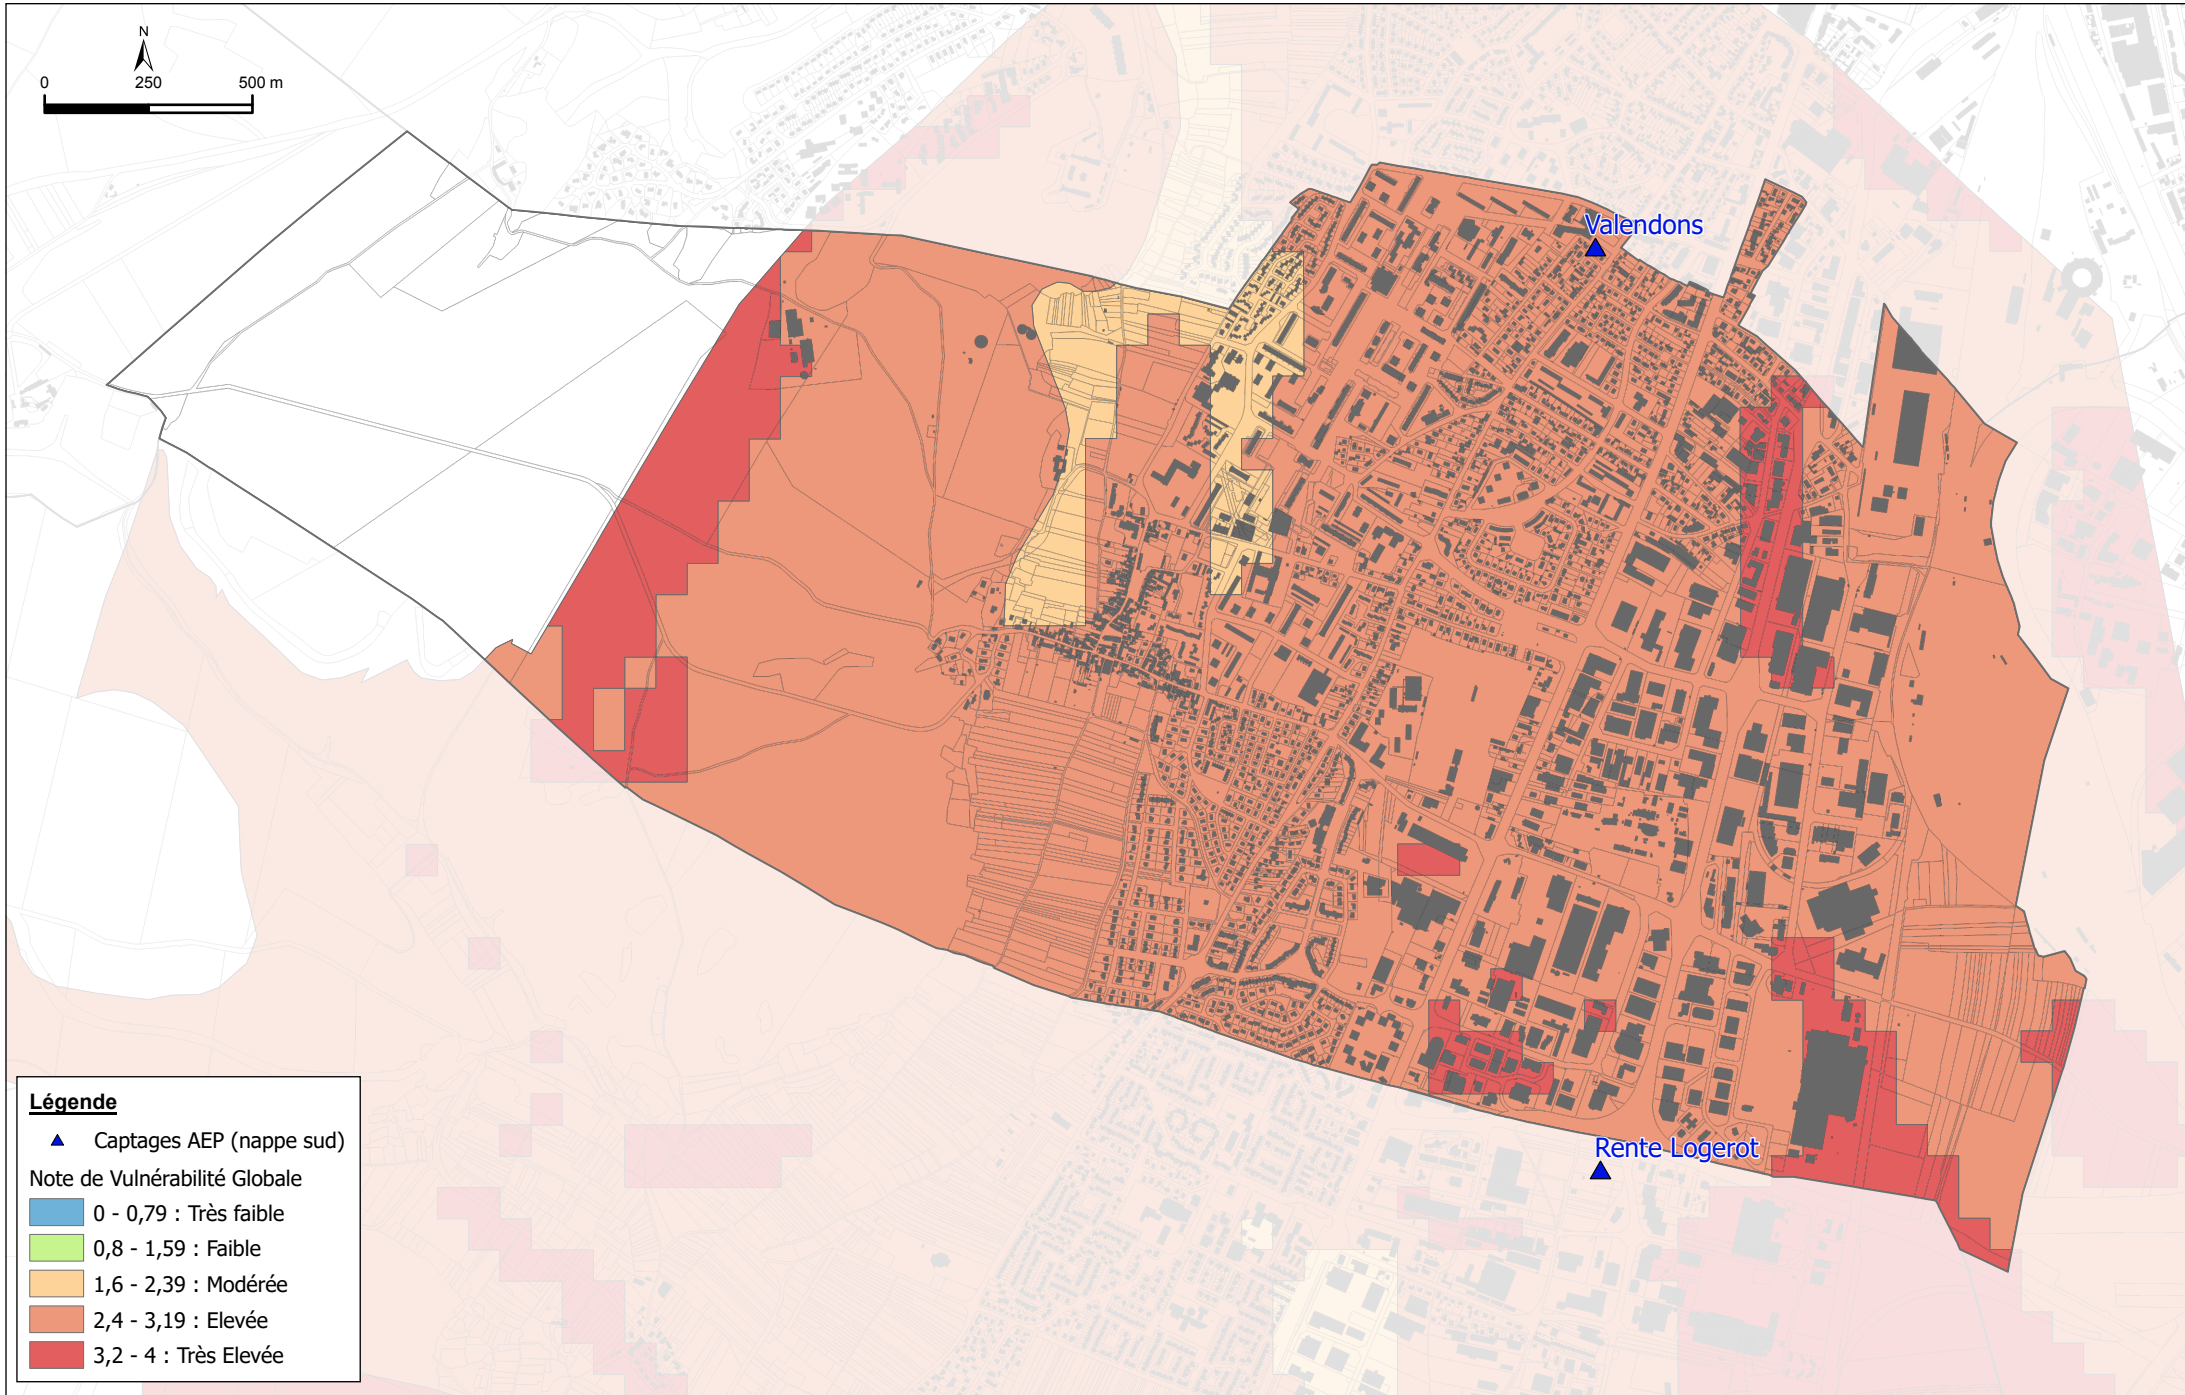 N
0 250 500 m
Valendons
Rente Logerot
Légende
Captages AEP (nappe sud)
Note de Vulnérabilité Globale
0 - 0,79 : Très faible
0,8 - 1,59 : Faible
1,6 - 2,39 : Modérée
2,4 - 3,19 : Elevée
3,2 - 4 : Très Elevée